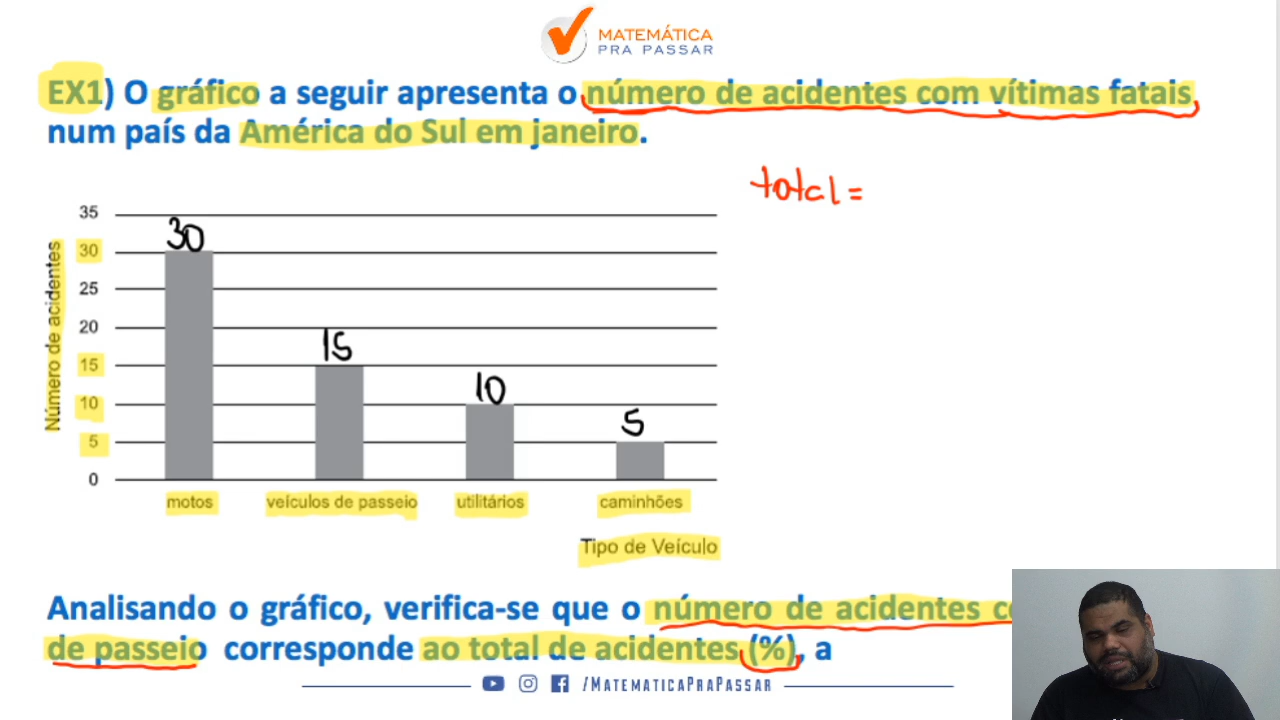 MATEMÁTICA
PRA PASSAR
EX1) O gráfico a seguir apresenta o número de acidentes com vítimas fatais
num país da América do Sul em janeiro.
total =
Número de acidentes
35
30
25
20
15
10
5
0
30
15
10
5
motos veículos de passeio utilitários caminhões
Tipo de Veículo
Analisando o gráfico, verifica-se que o número de acidentes
de passeio corresponde ao total de acidentes (%), a
/MATEMATICAPRAPASSAR